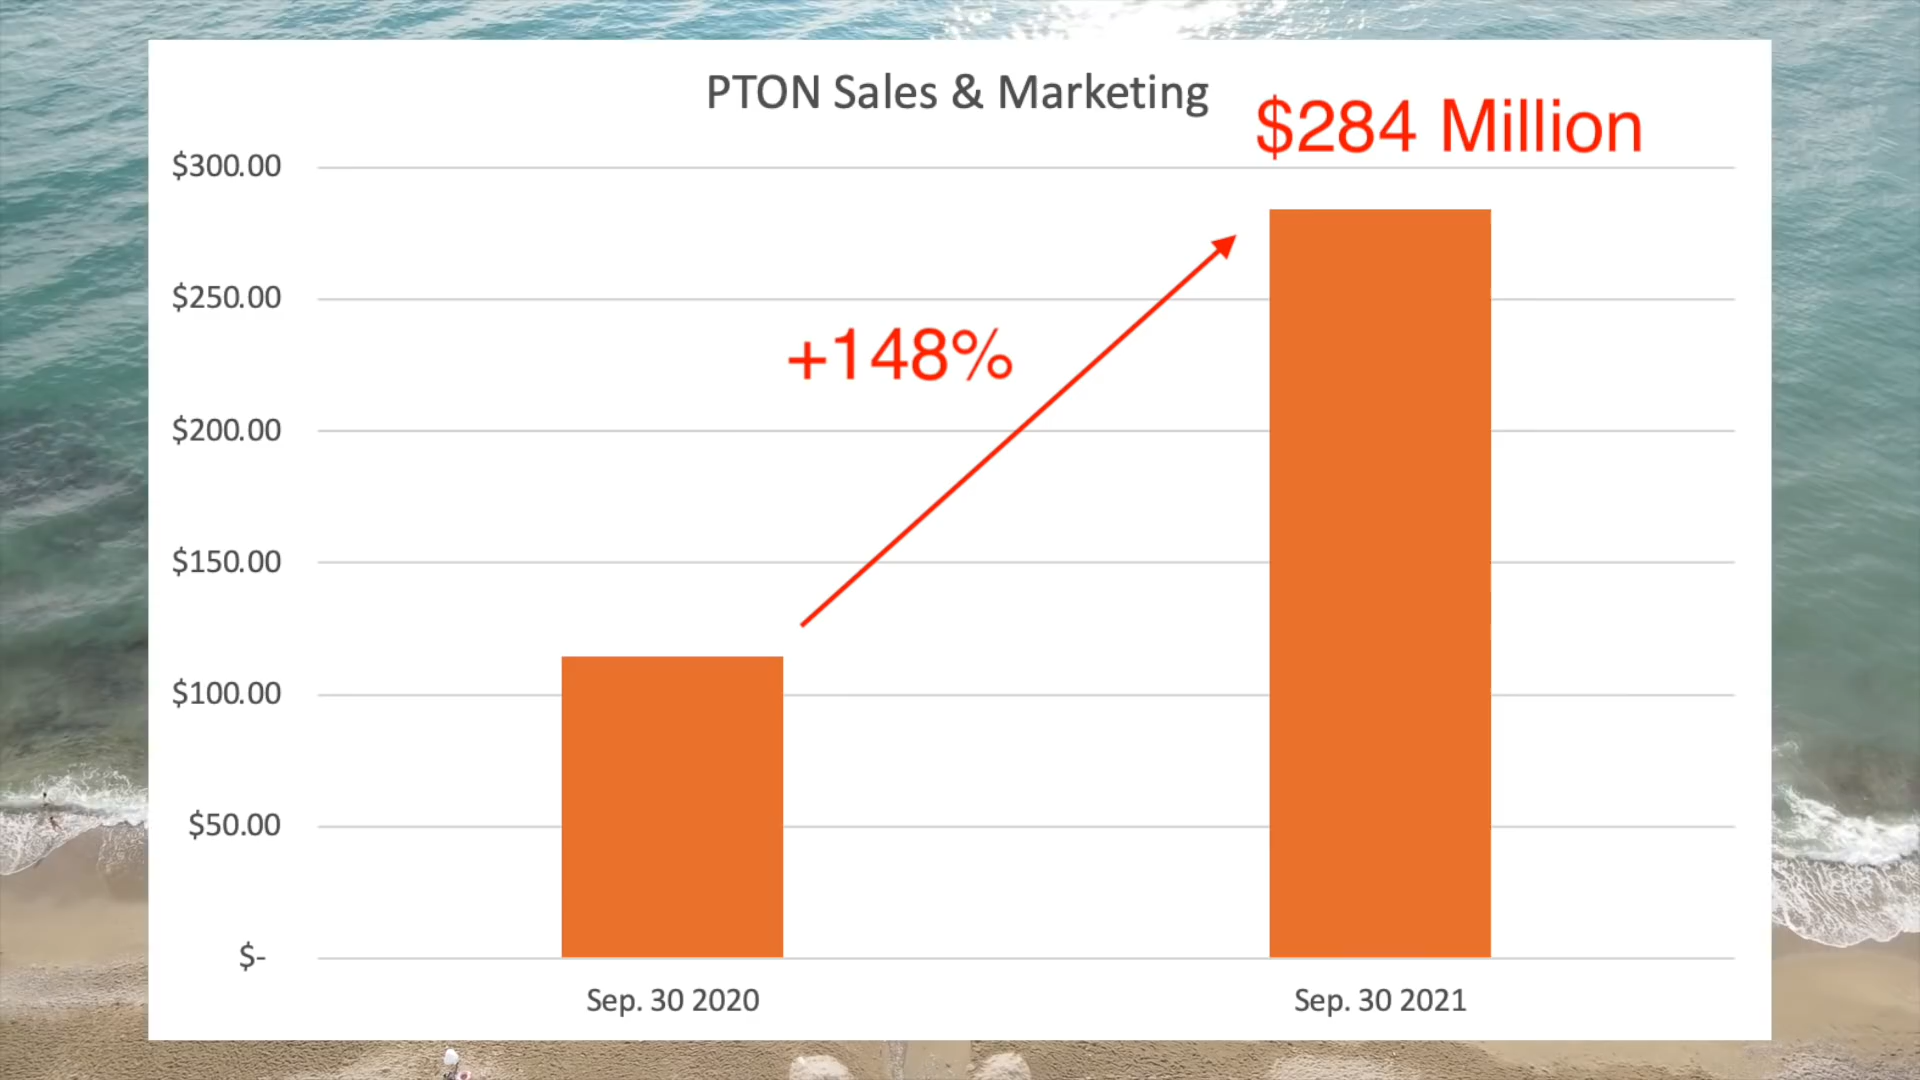 PTON Sales & Marketing
$284 Million
$300.00
$250.00
+148%
$200.00
$150.00
$100.00
$50.00
$-
Sep. 30 2020
Sep. 30 2021